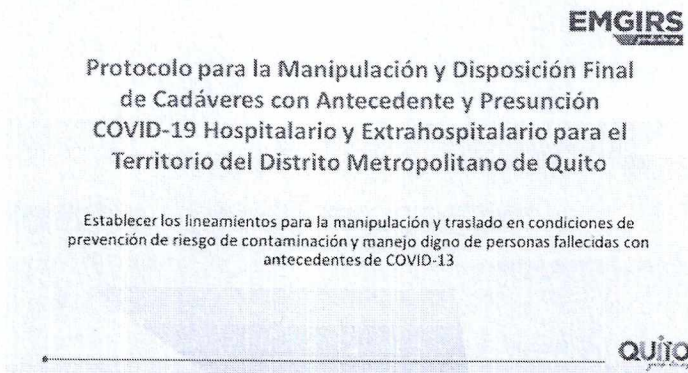 EMGIRS
Protocolo para la Manipulación y Disposición Final
de Cadáveres con Antecedente y Presunción
COVID-19 Hospitalario y Extrahospitalario para el
Territorio del Distrito Metropolitano de Quito
Establecer los lineamientos para la manipulación y traslado en condiciones de
prevención de riesgo de contaminación y manejo digno de personas fallecidas con
antecedentes de COVID-13
QUITO